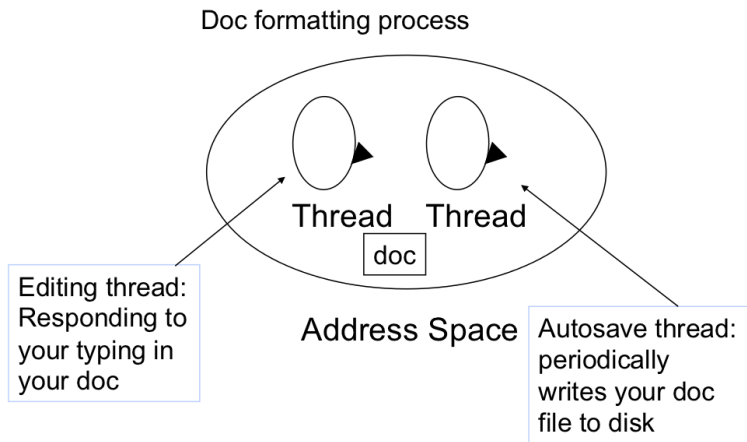 Doc formatting process
Thread
Thread
doc
Editing thread:
Responding to
your typing in
your doc
Address Space
Autosave thread:
periodically
writes your doc
file to disk